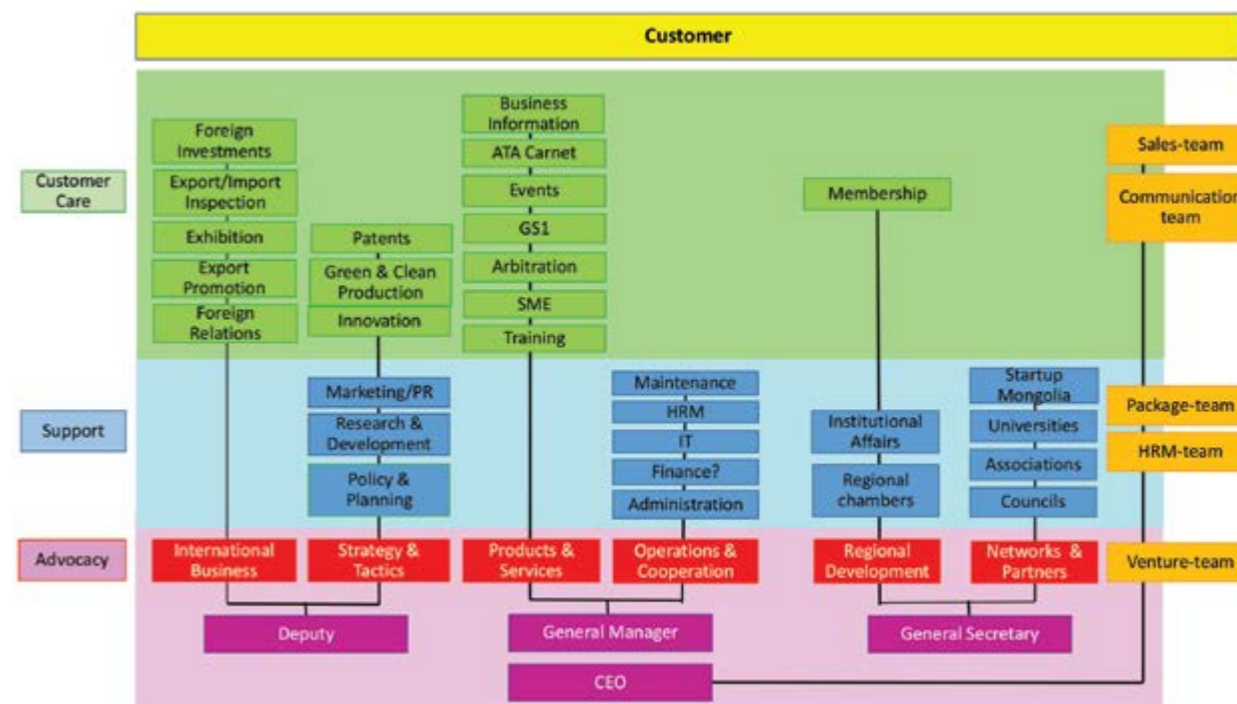 Customer
Customer
Care
Foreign
Investments
Export/Import
Inspection
Exhibition
Export
Promotion
Foreign
Relations
Patents
Green & Clean
Production
Innovation
Business
Information
ATA Carnet
Events
GS1
Arbitration
SME
Training
Membership
Sales-team
Communication
team
Support
Marketing/PR
Research &
Development
Policy &
Planning
Maintenance
HRM
IT
Finance?
Administration
Institutional
Affairs
Regional
chambers
Startup
Mongolia
Universities
Associations
Councils
Package-team
HRM-team
Advocacy
International
Business
Strategy &
Tactics
Products &
Services
Operations &
Cooperation
Regional
Development
Networks &
Partners
Venture-team
Deputy
General Manager
General Secretary
CEO